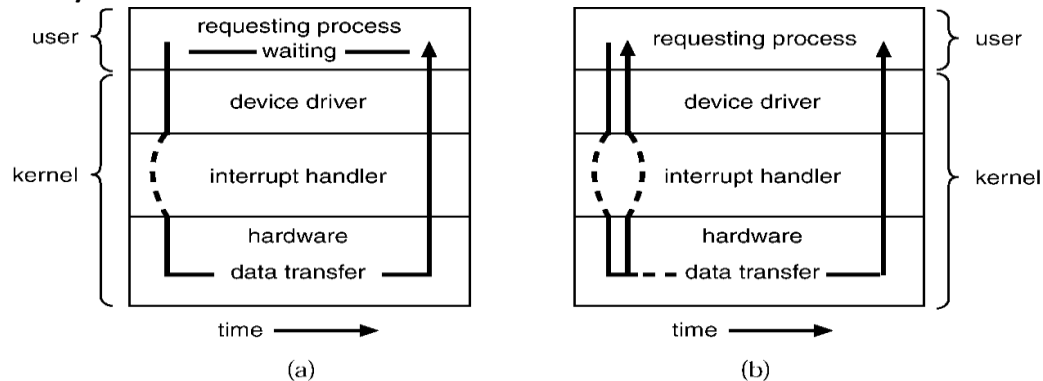 user
requesting process
waiting
device driver
kernel
interrupt handler
hardware
data transfer
time
(a)
requesting process
user
device driver
interrupt handler
kernel
hardware
data transfer
time
(b)